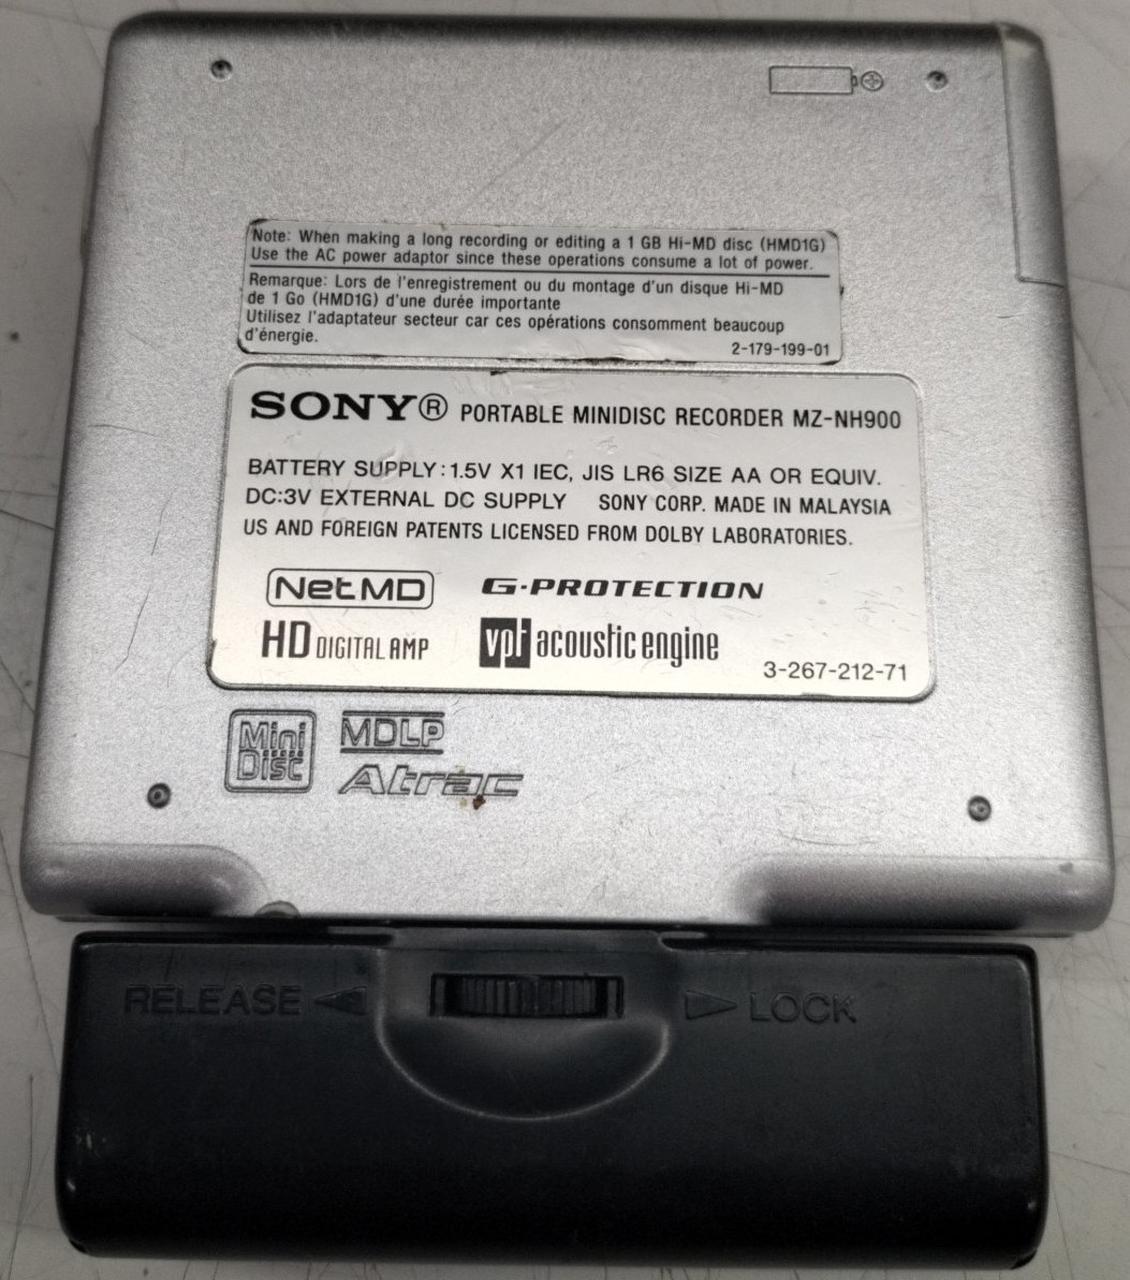 Note: When making a long recording or editing a 1 GB Hi-MD disc (HMD1G)
Use the AC power adaptor since these operations consume a lot of power.
Remarque: Lors de l'enregistrement ou du montage d'un disque Hi-MD
de 1 Go (HMD1G) d'une durée importante
Utilisez l'adaptateur secteur car ces opérations consomment beaucoup
d'énergie.
2-179-199-01
SONY® PORTABLE MINIDISC RECORDER MZ-NH900
BATTERY SUPPLY:1.5V X1 IEC, JIS LR6 SIZE AA OR EQUIV.
DC:3V EXTERNAL DC SUPPLY SONY CORP. MADE IN MALAYSIA
US AND FOREIGN PATENTS LICENSED FROM DOLBY LABORATORIES.
NetMD G-PROTECTION
HD DIGITAL AMP vpt acoustic engine
3-267-212-71
Mini Disc
MDLP
Atrac
RELEASE LOCK